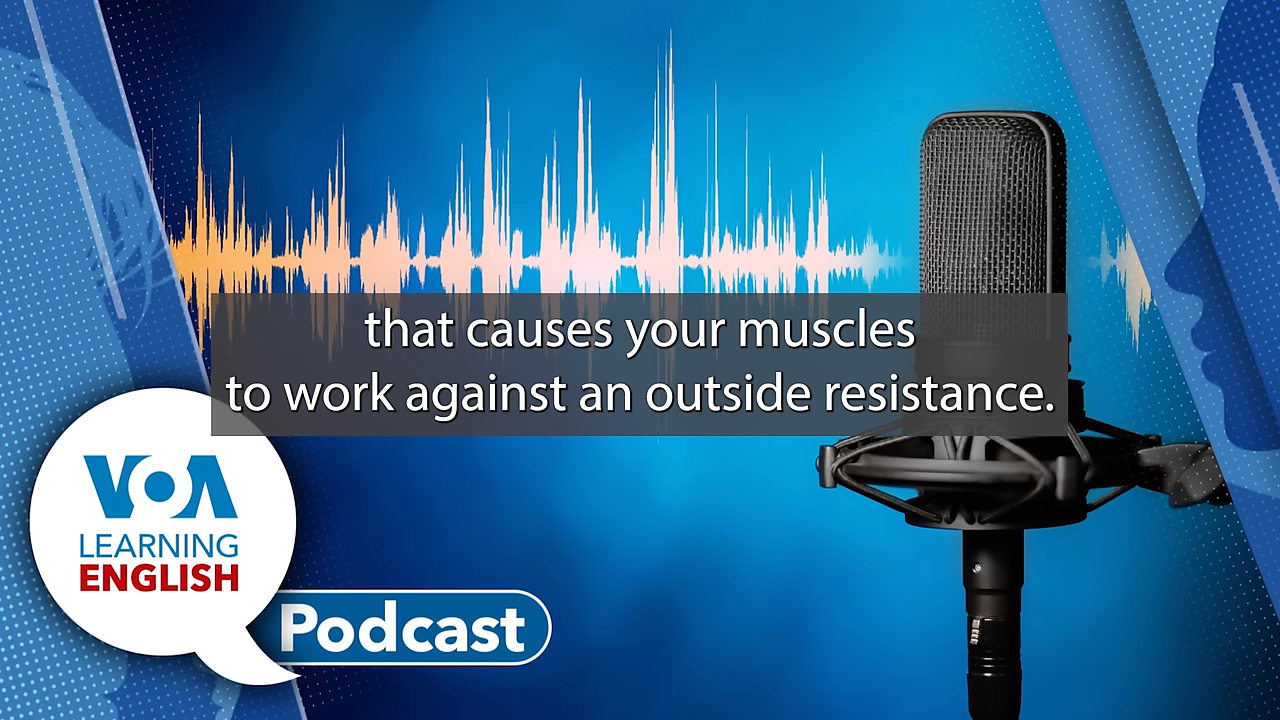 that causes your muscles
to work against an outside resistance.
VOA
LEARNING
ENGLISH
Podcast